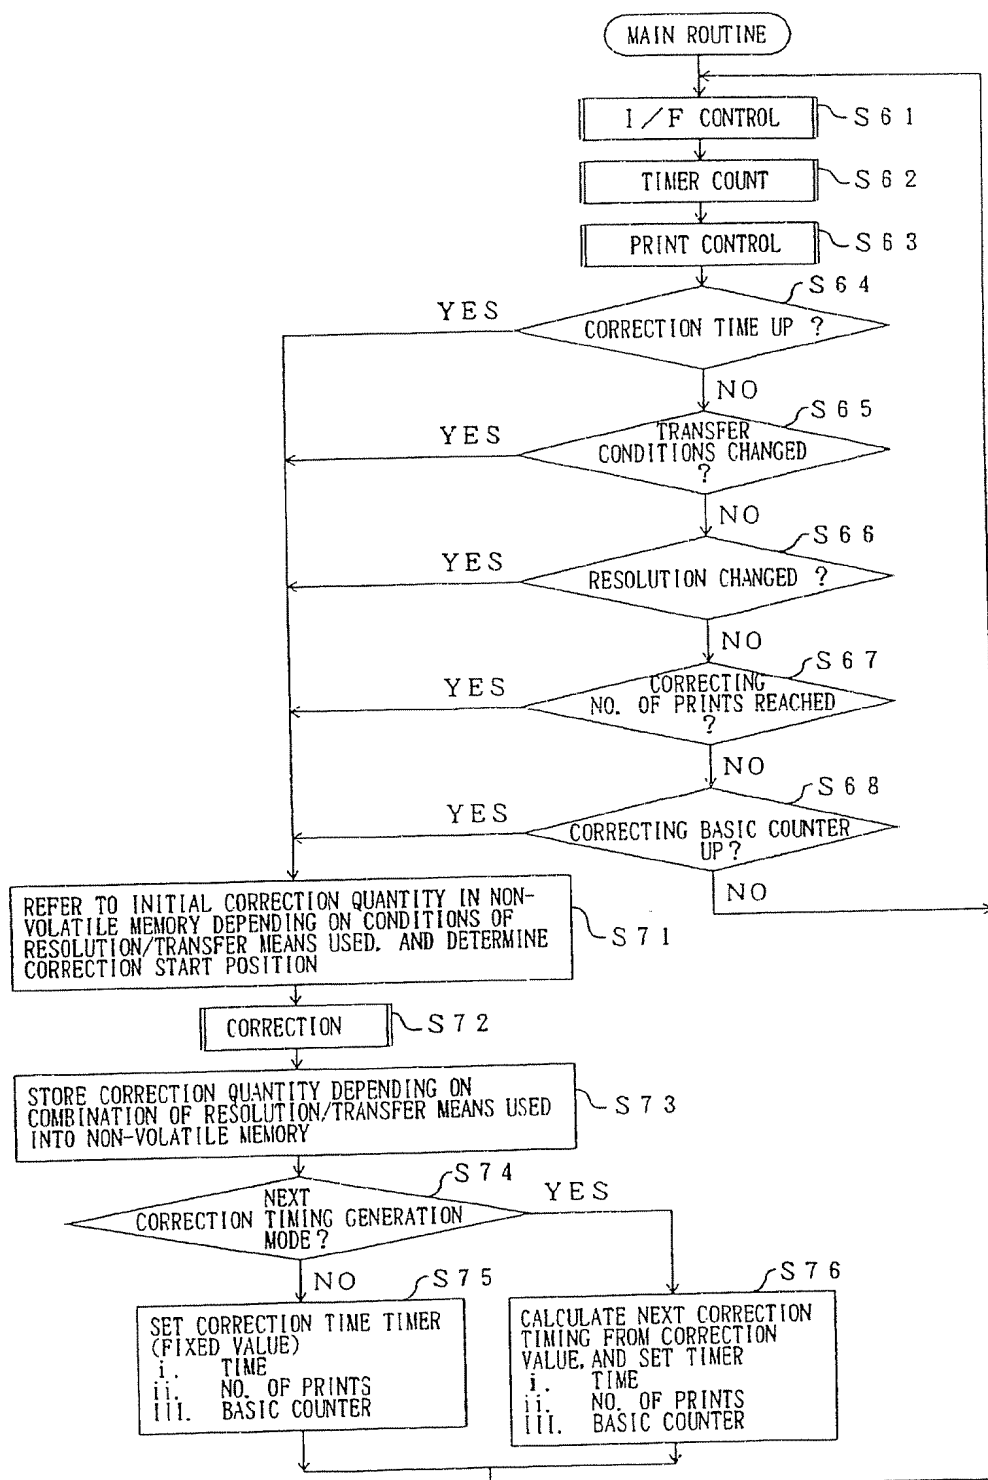 MAIN ROUTINE
I/F CONTROL
S61
TIMER COUNT
S62
PRINT CONTROL
S63
S64
YES
CORRECTION TIME UP ?
NO
S65
YES
TRANSFER
CONDITIONS CHANGED
?
NO
S66
YES
RESOLUTION CHANGED ?
NO
S67
YES
CORRECTING
NO. OF PRINTS REACHED
?
NO
S68
YES
CORRECTING BASIC COUNTER
UP?
NO
REFER TO INITIAL CORRECTION QUANTITY IN NON-
VOLATILE MEMORY DEPENDING ON CONDITIONS OF
RESOLUTION/TRANSFER MEANS USED, AND DETERMINE
CORRECTION START POSITION
S71
CORRECTION
S72
STORE CORRECTION QUANTITY DEPENDING ON
COMBINATION OF RESOLUTION/TRANSFER MEANS USED
INTO NON-VOLATILE MEMORY
S73
S74
NEXT
CORRECTION TIMING GENERATION
MODE?
YES
NO
S75
SET CORRECTION TIME TIMER
(FIXED VALUE)
i. TIME
ii. NO. OF PRINTS
III. BASIC COUNTER
S76
CALCULATE NEXT CORRECTION
TIMING FROM CORRECTION
VALUE, AND SET TIMER
i. TIME
ii. NO. OF PRINTS
III. BASIC COUNTER